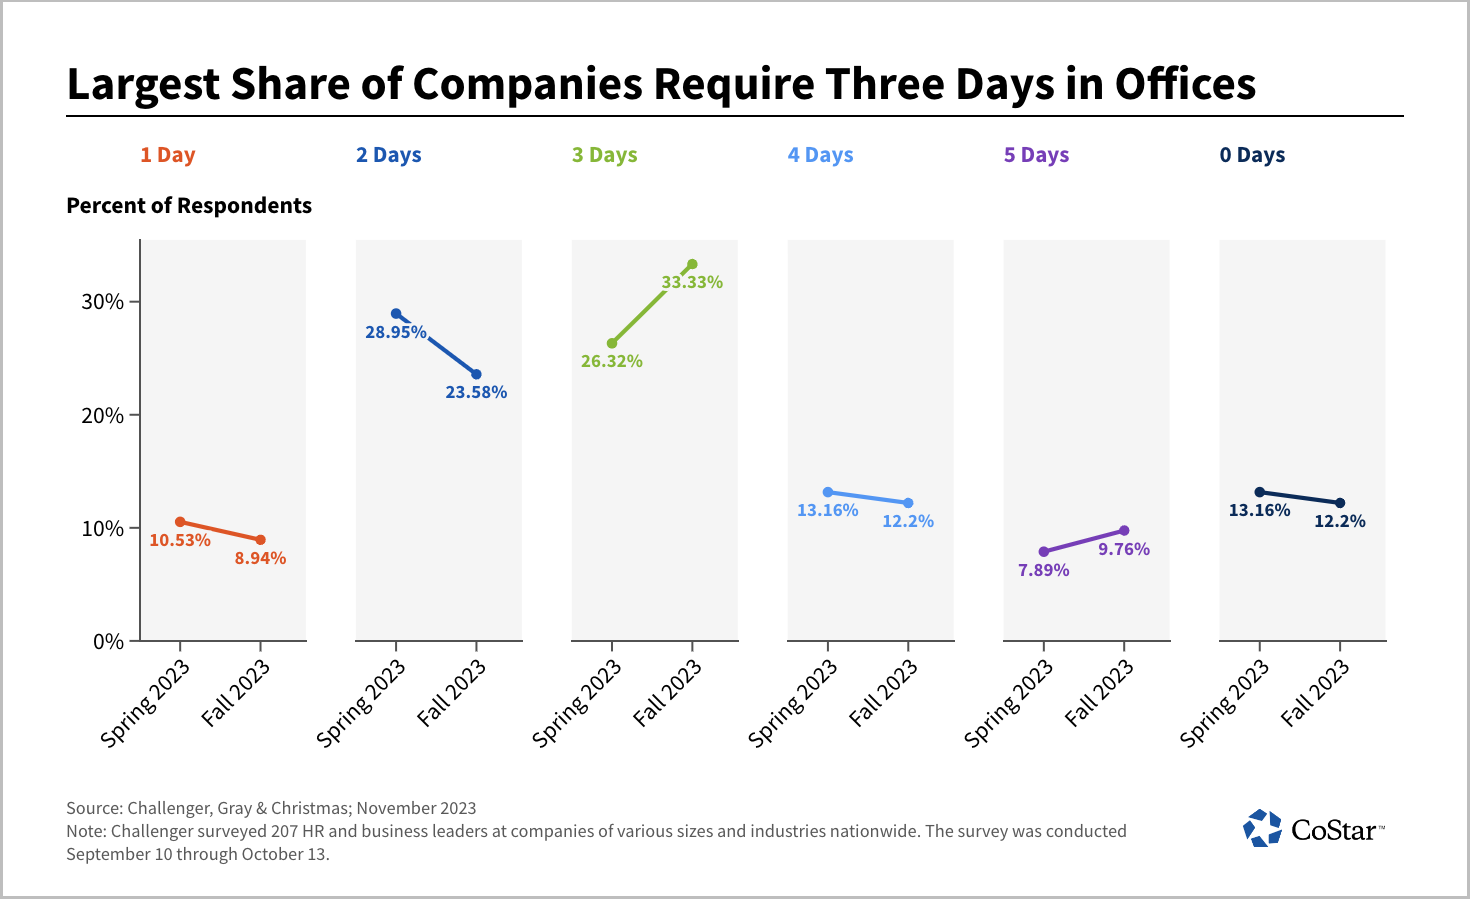 Largest Share of Companies Require Three Days in Offices
1 Day
2 Days
3 Days
4 Days
5 Days
0 Days
Percent of Respondents
30%
20%
10%
0%
10.53%
8.94%
28.95%
23.58%
26.32%
33.33%
13.16%
12.2%
7.89%
9.76%
13.16%
12.2%
Spring 2023
Fall 2023
Spring 2023
Fall 2023
Spring 2023
Fall 2023
Spring 2023
Fall 2023
Spring 2023
Fall 2023
Spring 2023
Fall 2023
Source: Challenger, Gray & Christmas; November 2023
Note: Challenger surveyed 207 HR and business leaders at companies of various sizes and industries nationwide. The survey was conducted
September 10 through October 13.
CoStar™